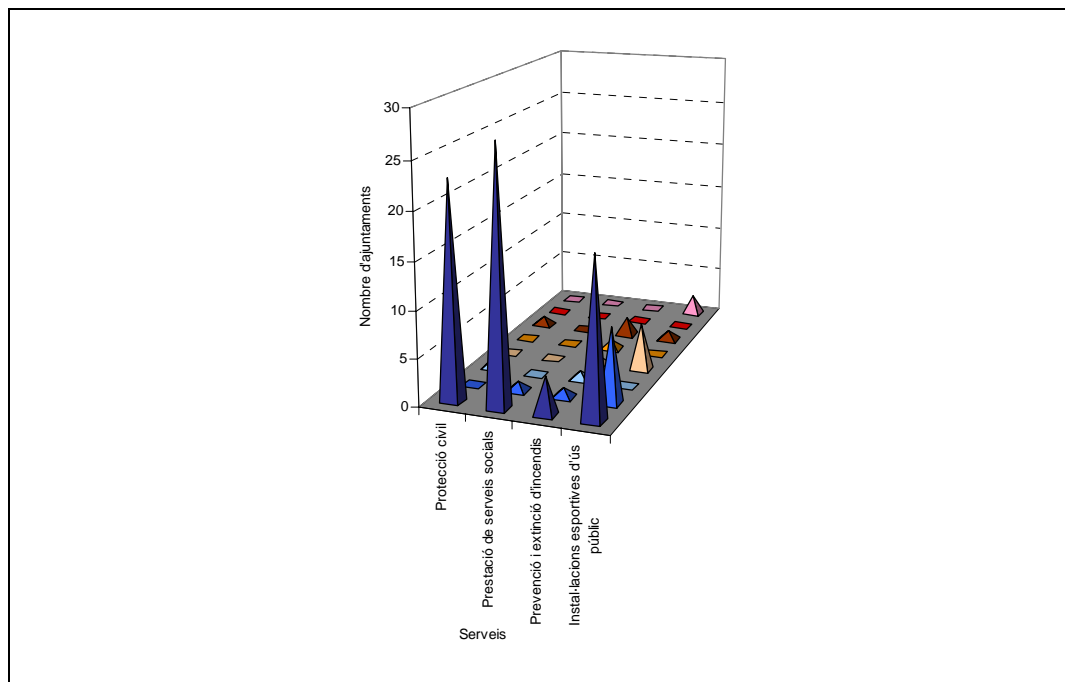 30
25
20
15
10
5
0
Nombre d'ajuntaments
Protecció civil
Prestació de serveis socials
Prevenció i extinció d'incendis
Instal·lacions esportives d'ús
públic
Serveis